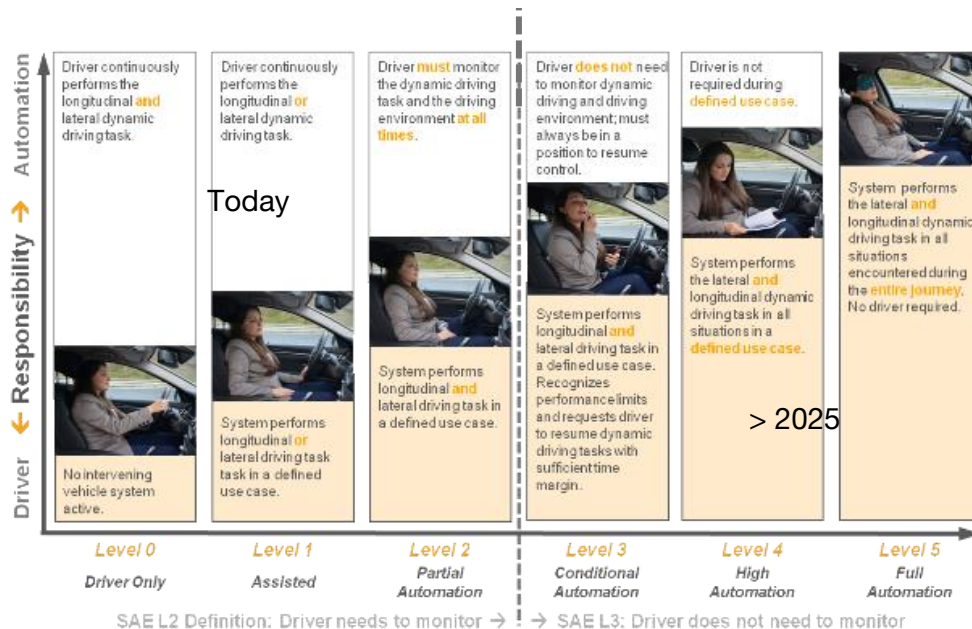 Automation
← Responsibility →
Driver
Driver continuously
performs the
longitudinal and
lateral dynamic
driving task.
No intervening
vehicle system
active.
Driver continuously
performs the
longitudinal or
lateral dynamic
driving task.
Today
System performs
longitudinal or
lateral driving task
task in a defined
use case.
Driver must monitor
the dynamic driving
task and the driving
environment at all
times.
System performs
longitudinal and
lateral driving task in
a defined use case.
Driver does not need
to monitor dynamic
driving and driving
environment; must
always be in a
position to resume
control.
System performs
longitudinal and
lateral driving task in
a defined use case.
Recognizes
performance limits
and requests driver
to resume dynamic
driving tasks with
sufficient time
margin.
Driver is not
required during
defined use case.
System performs
the lateral and
longitudinal dynamic
driving task in all
situations in a
defined use case.
> 2025
System performs
the lateral and
longitudinal dynamic
driving task in all
situations
encountered during
the entire journey.
No driver required.
Level 0
Driver Only
Level 1
Assisted
Level 2
Partial
Automation
Level 3
Conditional
Automation
Level 4
High
Automation
Level 5
Full
Automation
SAE L2 Definition: Driver needs to monitor →
→ SAE L3: Driver does not need to monitor